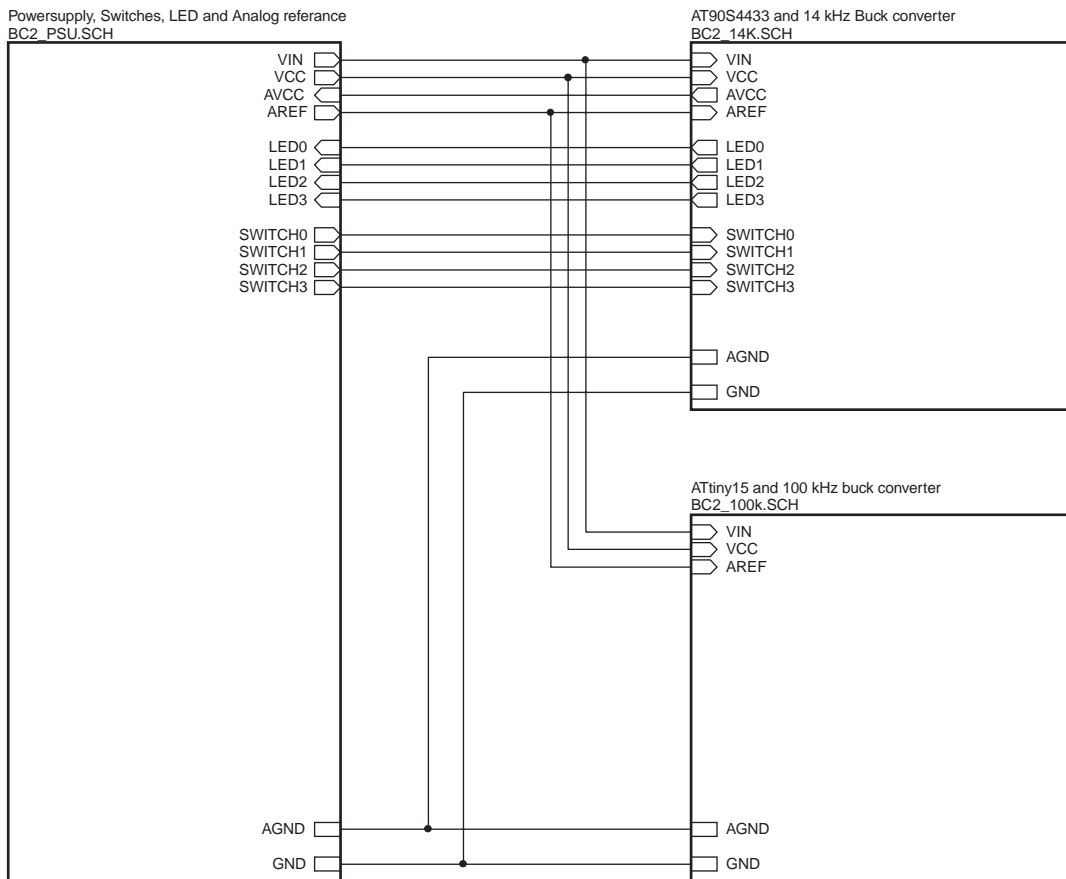 Powersupply, Switches, LED and Analog referance
BC2_PSU.SCH
VIN
VCC
AVCC
AREF
LED0
LED1
LED2
LED3
SWITCH0
SWITCH1
SWITCH2
SWITCH3
AGND
GND
AT90S4433 and 14 kHz Buck converter
BC2_14K.SCH
VIN
VCC
AVCC
AREF
LED0
LED1
LED2
LED3
SWITCH0
SWITCH1
SWITCH2
SWITCH3
AGND
GND
ATtiny15 and 100 kHz buck converter
BC2_100k.SCH
VIN
VCC
AREF
AGND
GND